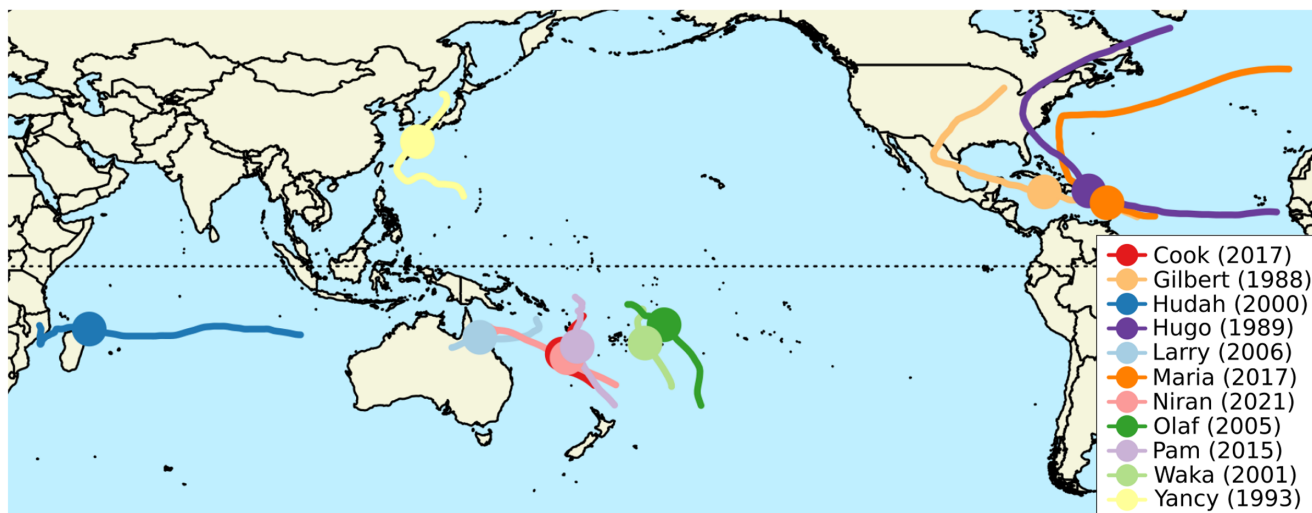 Cook (2017)
Gilbert (1988)
Hudah (2000)
Hugo (1989)
Larry (2006)
Maria (2017)
Niran (2021)
Olaf (2005)
Pam (2015)
Waka (2001)
Yancy (1993)